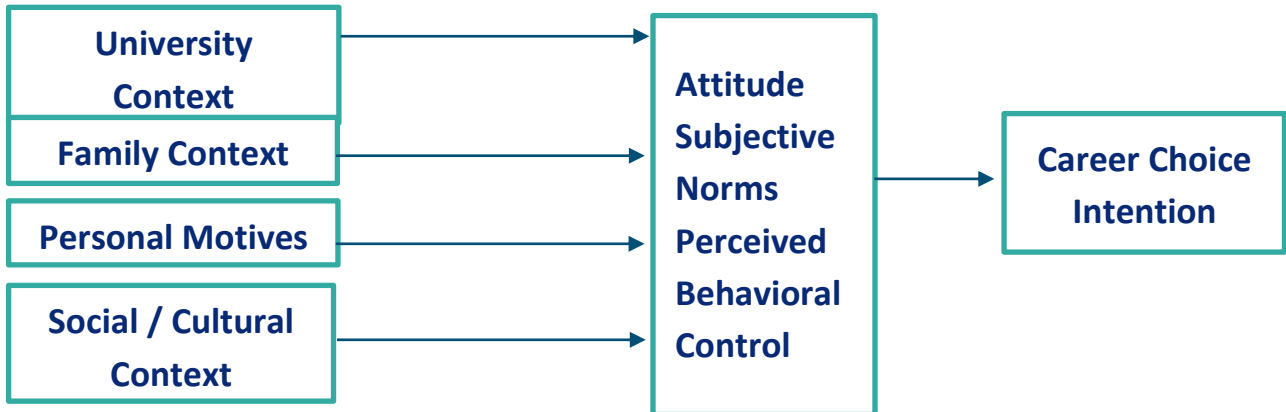 University
Context
Family Context
Personal Motives
Social / Cultural
Context
Attitude
Subjective
Norms
Perceived
Behavioral
Control
Career Choice
Intention